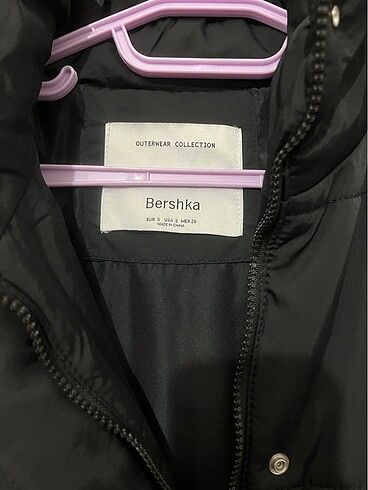 OUTERWEAR COLLECTION
Bershka
EUR S USA S MEX 26
MADE IN CHINA